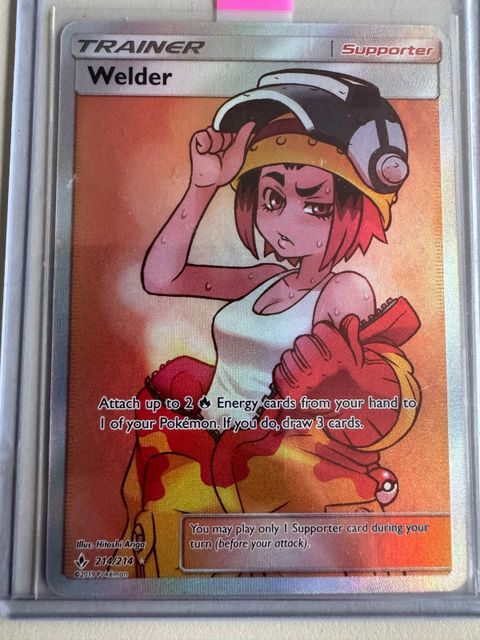 TRAINER
Supporter
Welder
Attach up to 2 Energy cards from your hand to
1 of your Pokémon. If you do, draw 3 cards.
You may play only 1 Supporter card during your
turn (before your attack).
Illus. Hitoshi Ariga
214/214
©2019 Pokémon